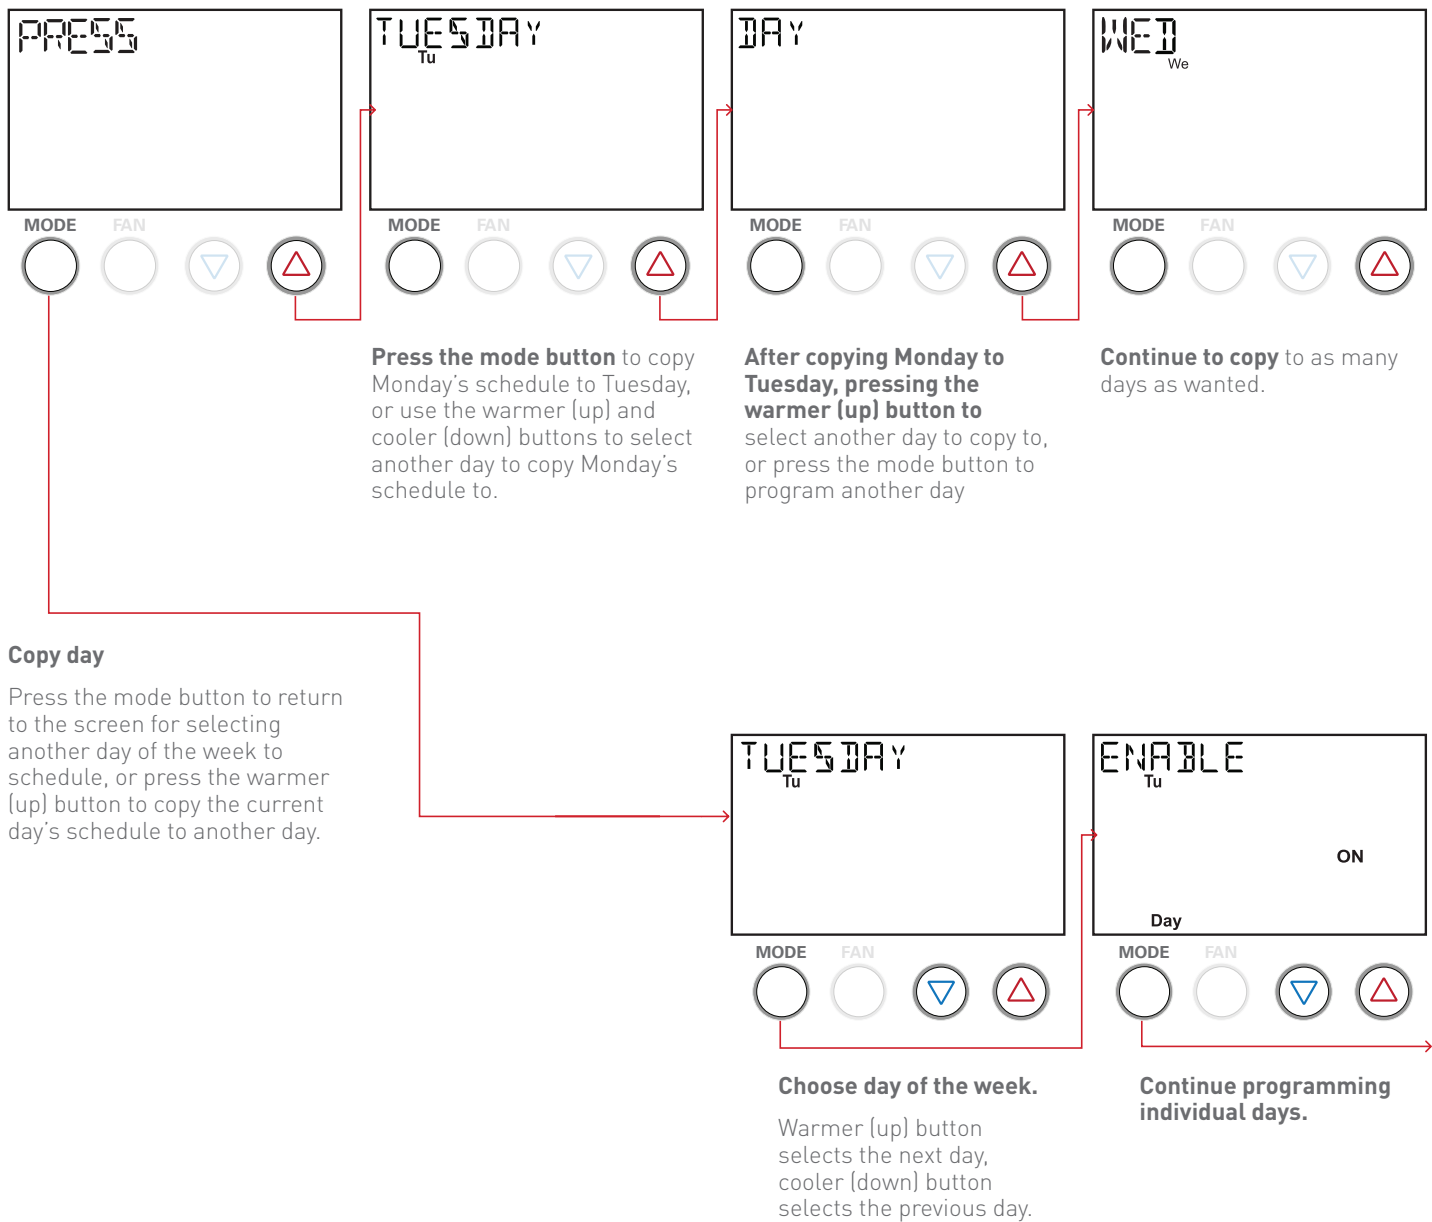 PRESS
TUESDAY
Tu
DAY
WED
We
MODE FAN
MODE FAN
MODE FAN
MODE FAN
Press the mode button to copy
Monday's schedule to Tuesday,
or use the warmer (up) and
cooler (down) buttons to select
another day to copy Monday's
schedule to.
After copying Monday to
Tuesday, pressing the
warmer (up) button to
select another day to copy to,
or press the mode button to
program another day
Continue to copy to as many
days as wanted.
Copy day
Press the mode button to return
to the screen for selecting
another day of the week to
schedule, or press the warmer
(up) button to copy the current
day's schedule to another day.
TUESDAY
Tu
ENABLE
Tu
ON
Day
MODE FAN
MODE FAN
Choose day of the week.
Warmer (up) button
selects the next day,
cooler (down) button
selects the previous day.
Continue programming
individual days.